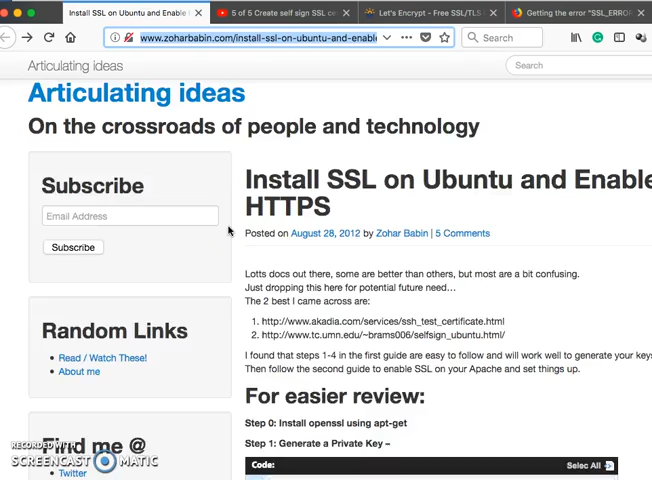 Install SSL on Ubuntu and Enable
5 of 5 Create self sign SSL ce
Let's Encrypt - Free SSL/TLS
Getting the error "SSL_ERROR
www.zoharbabin.com/install-ssl-on-ubuntu-and-enable
Search
Articulating ideas
Search
Articulating ideas
On the crossroads of people and technology
Subscribe
Email Address
Subscribe
Random Links
Read / Watch These!
About me
Find me @
Twitter
Install SSL on Ubuntu and Enable
HTTPS
Posted on August 28, 2012 by Zohar Babin | 5 Comments
Lotts docs out there, some are better than others, but most are a bit confusing.
Just dropping this here for potential future need…
The 2 best I came across are:
1. http://www.akadia.com/services/ssh_test_certificate.html
2. http://www.tc.umn.edu/~brams006/selfsign_ubuntu.html/
I found that steps 1-4 in the first guide are easy to follow and will work well to generate your keys
Then follow the second guide to enable SSL on your Apache and set things up.
For easier review:
Step 0: Install openssl using apt-get
Step 1: Generate a Private Key –
Code:
Selec All
RECORDED WITH
SCREENCAST MATIC